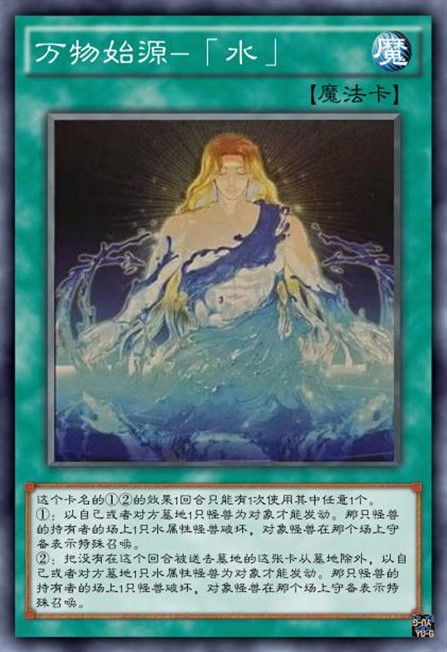 万物始源-「水」
魔
【魔法卡】
这个卡名的①②的效果1回合只能有1次使用其中任意1个。
①：以自己或者对方墓地1只怪兽为对象才能发动。那只怪兽
的持有者的场上1只水属性怪兽破坏，对象怪兽在那个场上守
备表示特殊召唤。
②：把没有在这个回合被送去墓地的这张卡从墓地除外，以自
己或者对方墓地1只水属性怪兽为对象才能发动。那只怪兽的
持有者的场上1只怪兽破坏，对象怪兽在那个场上守备表示特
殊召唤。